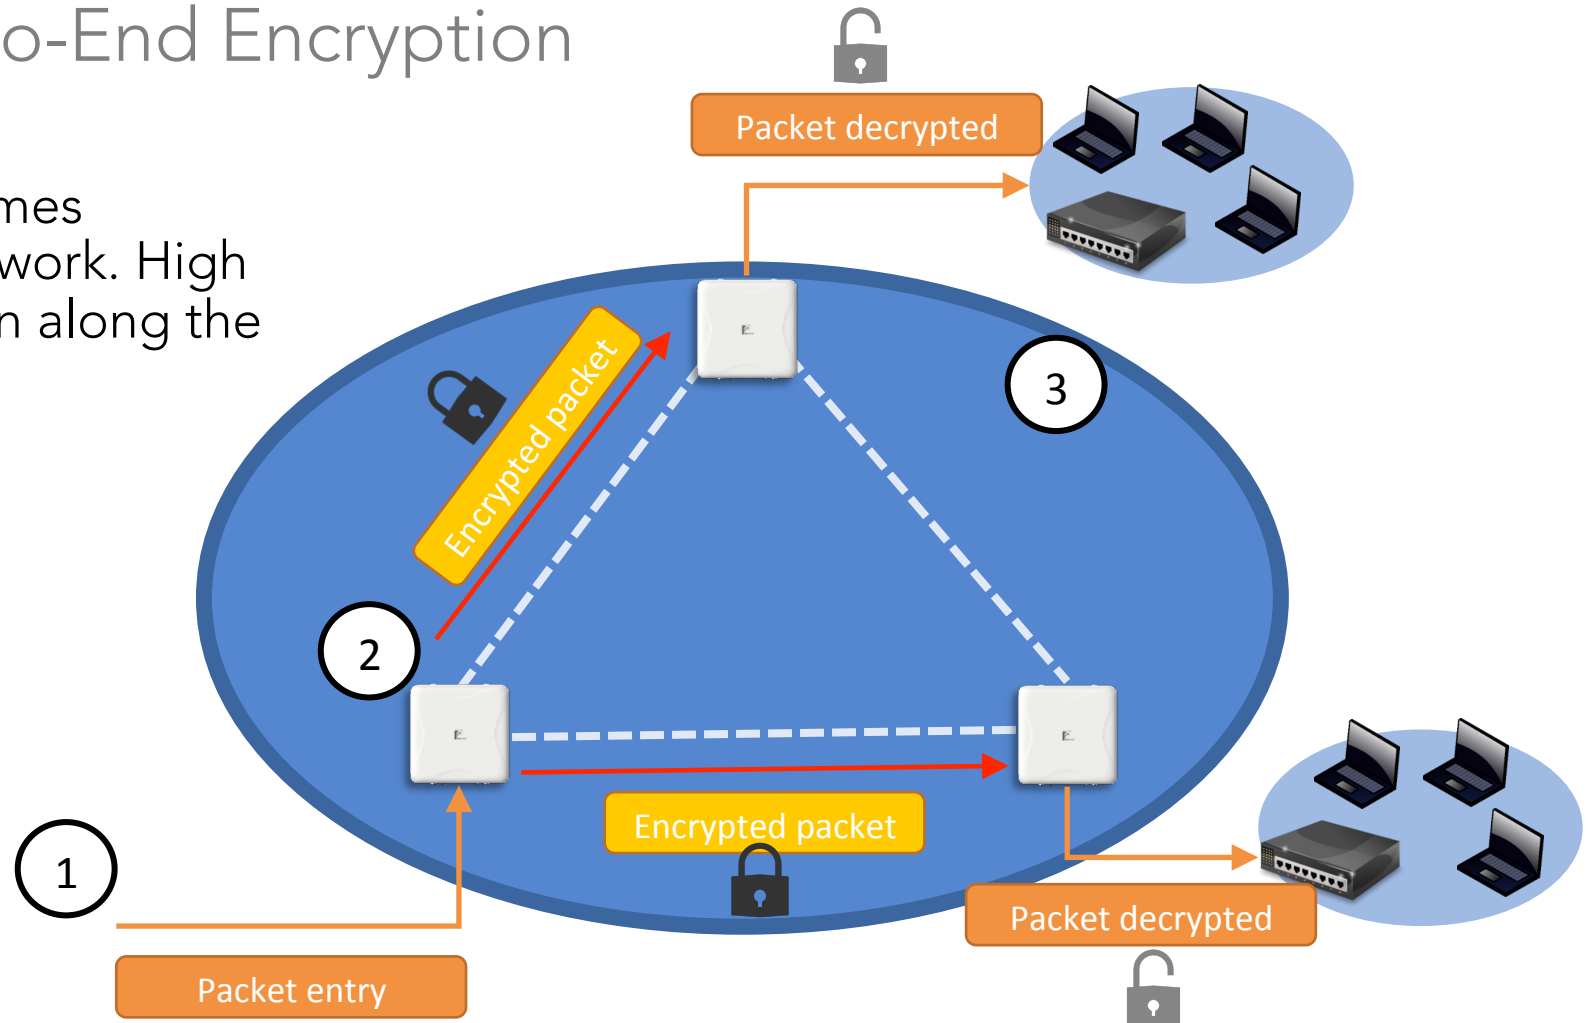 o-End Encryption
Packet decrypted
mes
work. High
n along the
Encrypted packet
3
2
Encrypted packet
1
Packet decrypted
Packet entry